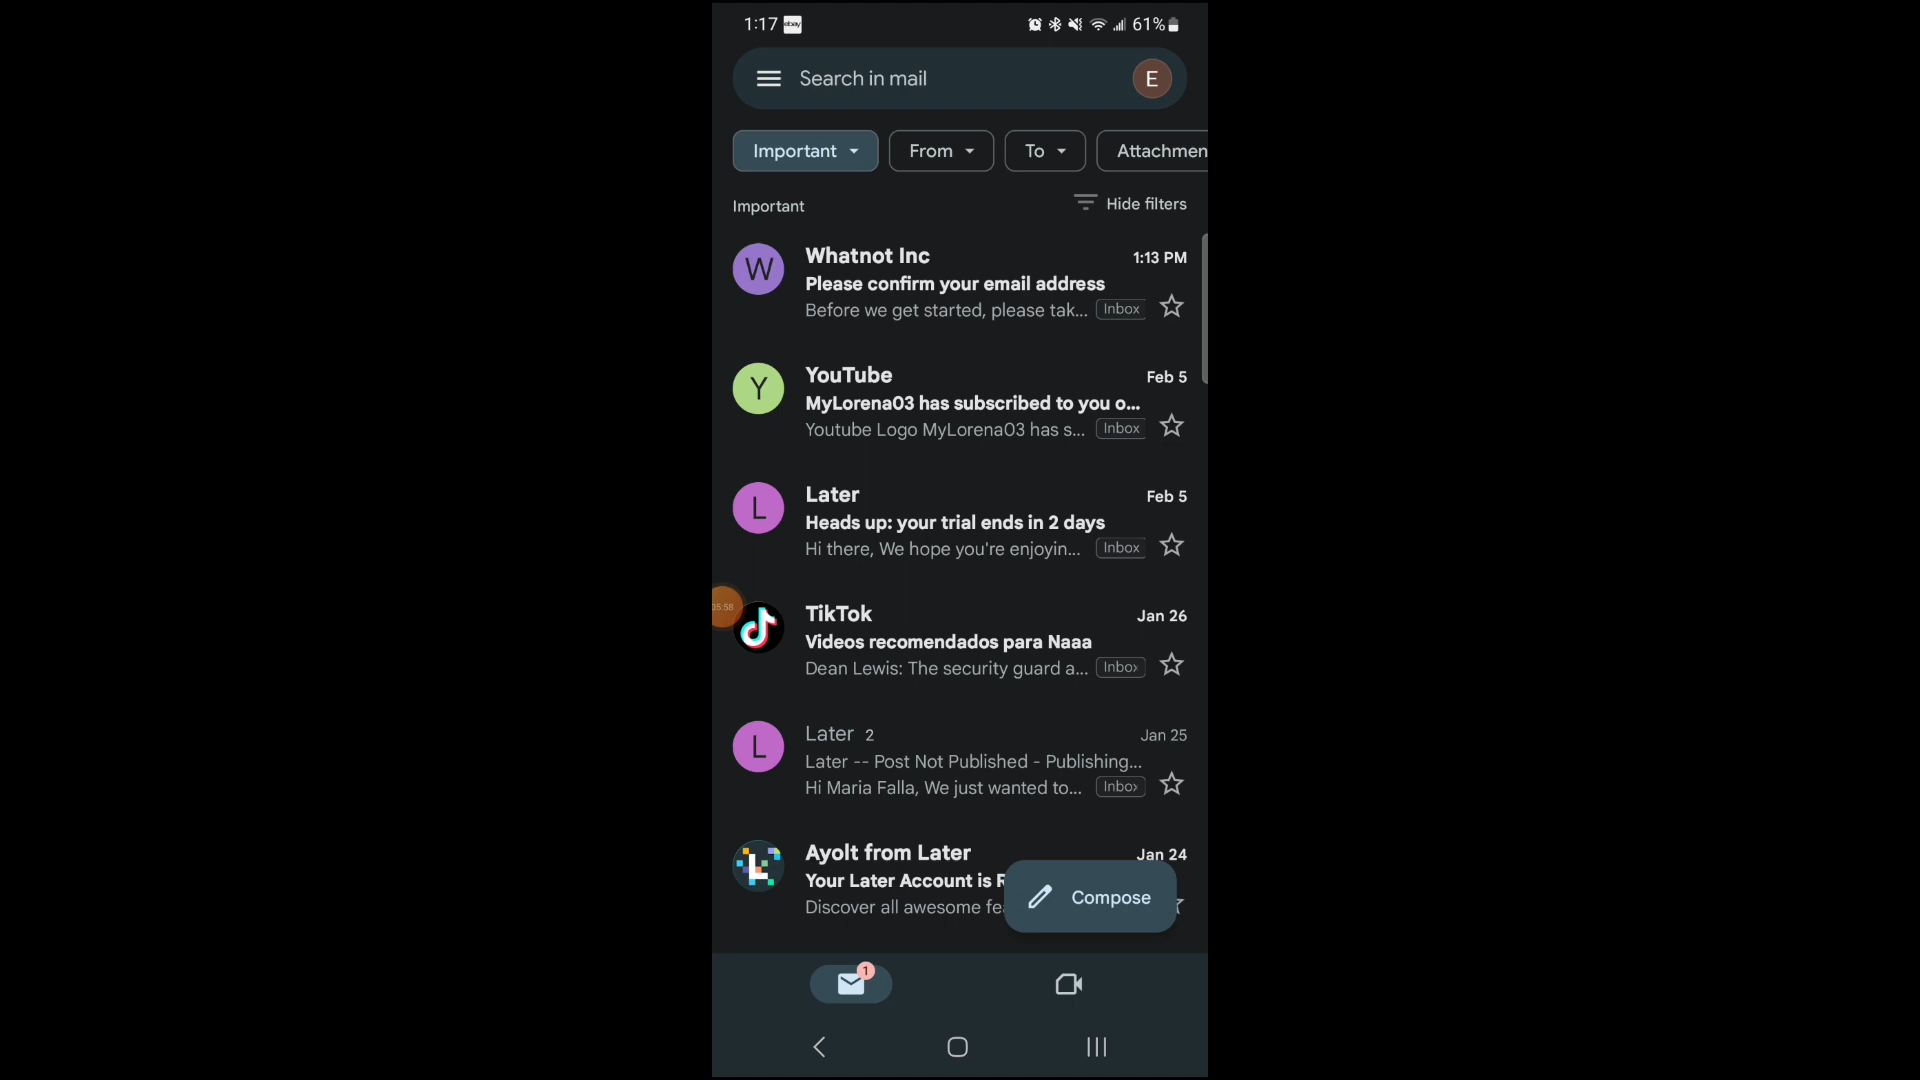 1:17 ebay 61%
Search in mail E
Important From To Attachmen
Important Hide filters
W Whatnot Inc 1:13 PM
Please confirm your email address
Before we get started, please tak... Inbox
Y YouTube Feb 5
MyLorena03 has subscribed to you o...
Youtube Logo MyLorena03 has s... Inbox
L Later Feb 5
Heads up: your trial ends in 2 days
Hi there, We hope you're enjoyin... Inbox
05:58
TikTok Jan 26
Videos recomendados para Naaa
Dean Lewis: The security guard a... Inbox
L Later 2 Jan 25
Later -- Post Not Published - Publishing...
Hi Maria Falla, We just wanted to... Inbox
Ayolt from Later Jan 24
Your Later Account is R
Discover all awesome fea
Compose
1